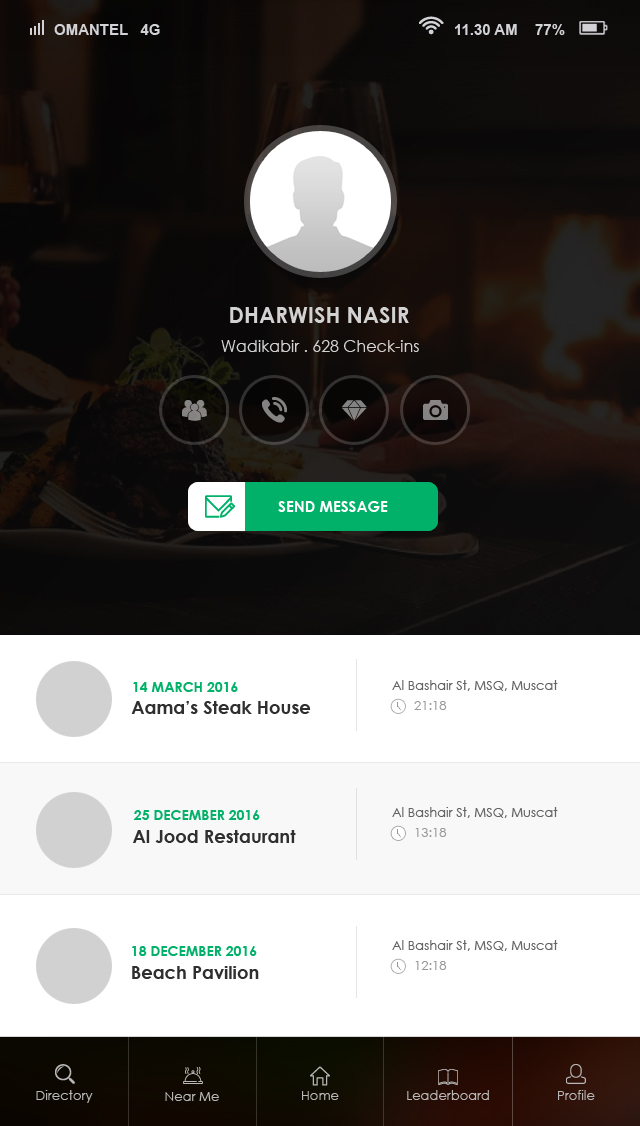 OMANTEL 4G 11.30 AM 77%
DHARWISH NASIR
Wadikabir . 628 Check-ins
SEND MESSAGE
14 MARCH 2016
Aama’s Steak House
Al Bashair St, MSQ, Muscat
21:18
25 DECEMBER 2016
Al Jood Restaurant
Al Bashair St, MSQ, Muscat
13:18
18 DECEMBER 2016
Beach Pavilion
Al Bashair St, MSQ, Muscat
12:18
Directory
Near Me
Home
Leaderboard
Profile